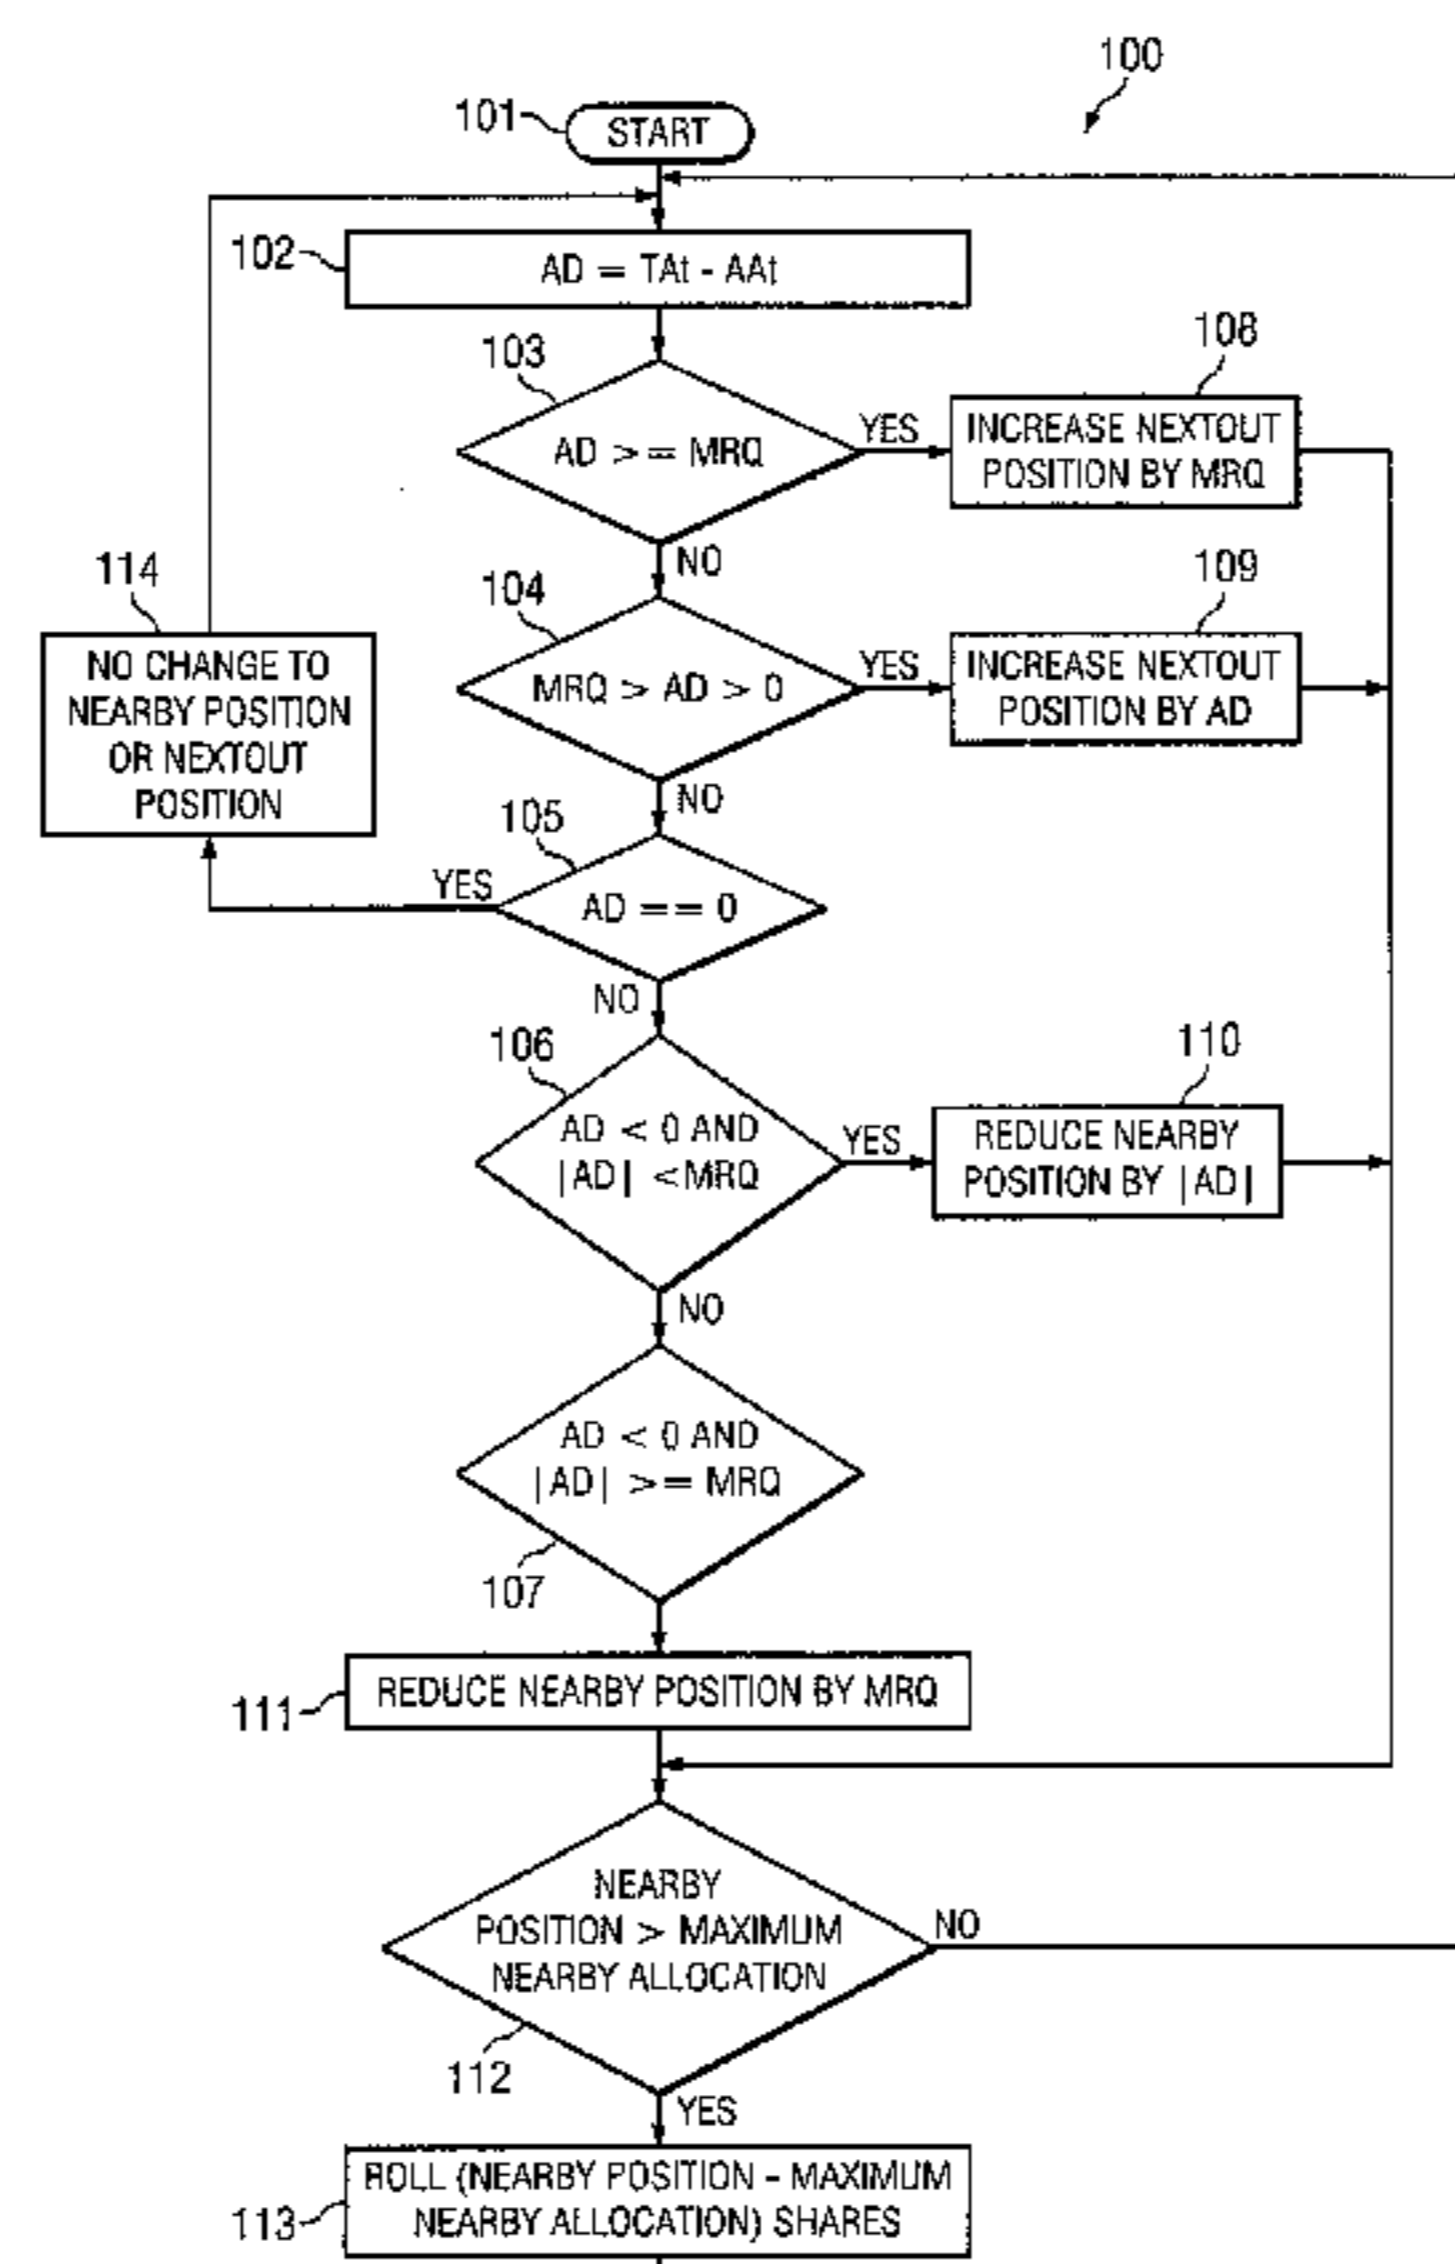 100
101
START
102
AD = TAt - AAt
103
AD >= MRQ
YES
108
INCREASE NEXTOUT
POSITION BY MRQ
NO
104
MRQ > AD > 0
YES
109
INCREASE NEXTOUT
POSITION BY AD
114
NO CHANGE TO
NEARBY POSITION
OR NEXTOUT
POSITION
NO
105
AD == 0
YES
NO
106
AD < 0 AND
|AD| <MRQ
YES
110
REDUCE NEARBY
POSITION BY |AD|
NO
AD < 0 AND
|AD| >= MRQ
107
111
REDUCE NEARBY POSITION BY MRQ
NEARBY
POSITION > MAXIMUM
NEARBY ALLOCATION
NO
112
YES
113
ROLL (NEARBY POSITION - MAXIMUM
NEARBY ALLOCATION) SHARES